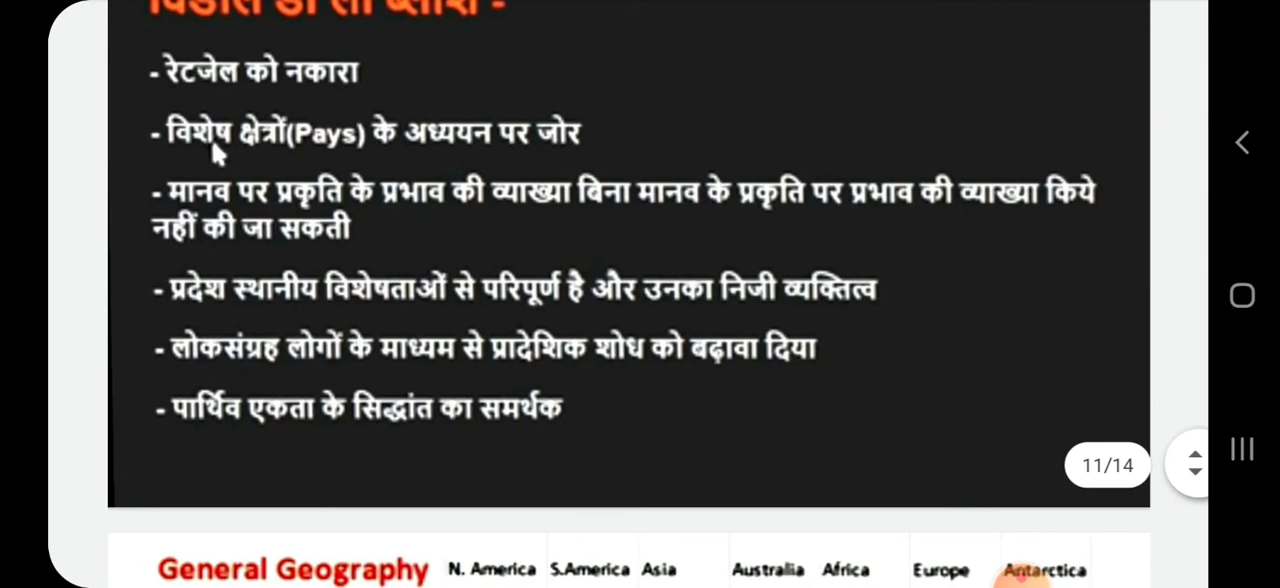 विडाल डी ला ब्लाश -
- रेटजेल को नकारा
- विशेष क्षेत्रों(Pays) के अध्ययन पर जोर
- मानव पर प्रकृति के प्रभाव की व्याख्या बिना मानव के प्रकृति पर प्रभाव की व्याख्या किये
नहीं की जा सकती
- प्रदेश स्थानीय विशेषताओं से परिपूर्ण है और उनका निजी व्यक्तित्व
- लोकसंग्रह लोगों के माध्यम से प्रादेशिक शोध को बढ़ावा दिया
- पार्थिव एकता के सिद्धांत का समर्थक
11/14
General Geography N. America S.America Asia Australia Africa Europe Antarctica